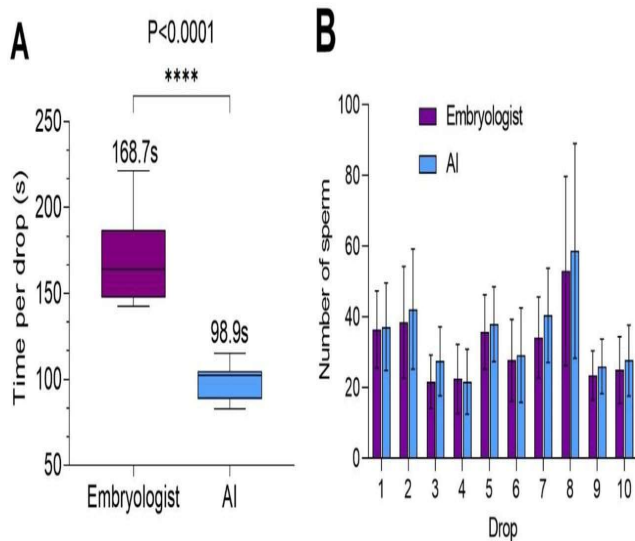 A
P<0.0001
****
Time per drop (s)
250
200
150
100
50
168.7s
98.9s
Embryologist
AI
B
Embryologist
AI
Number of sperm
100
80
60
40
20
0
1 2 3 4 5 6 7 8 9 10
Drop